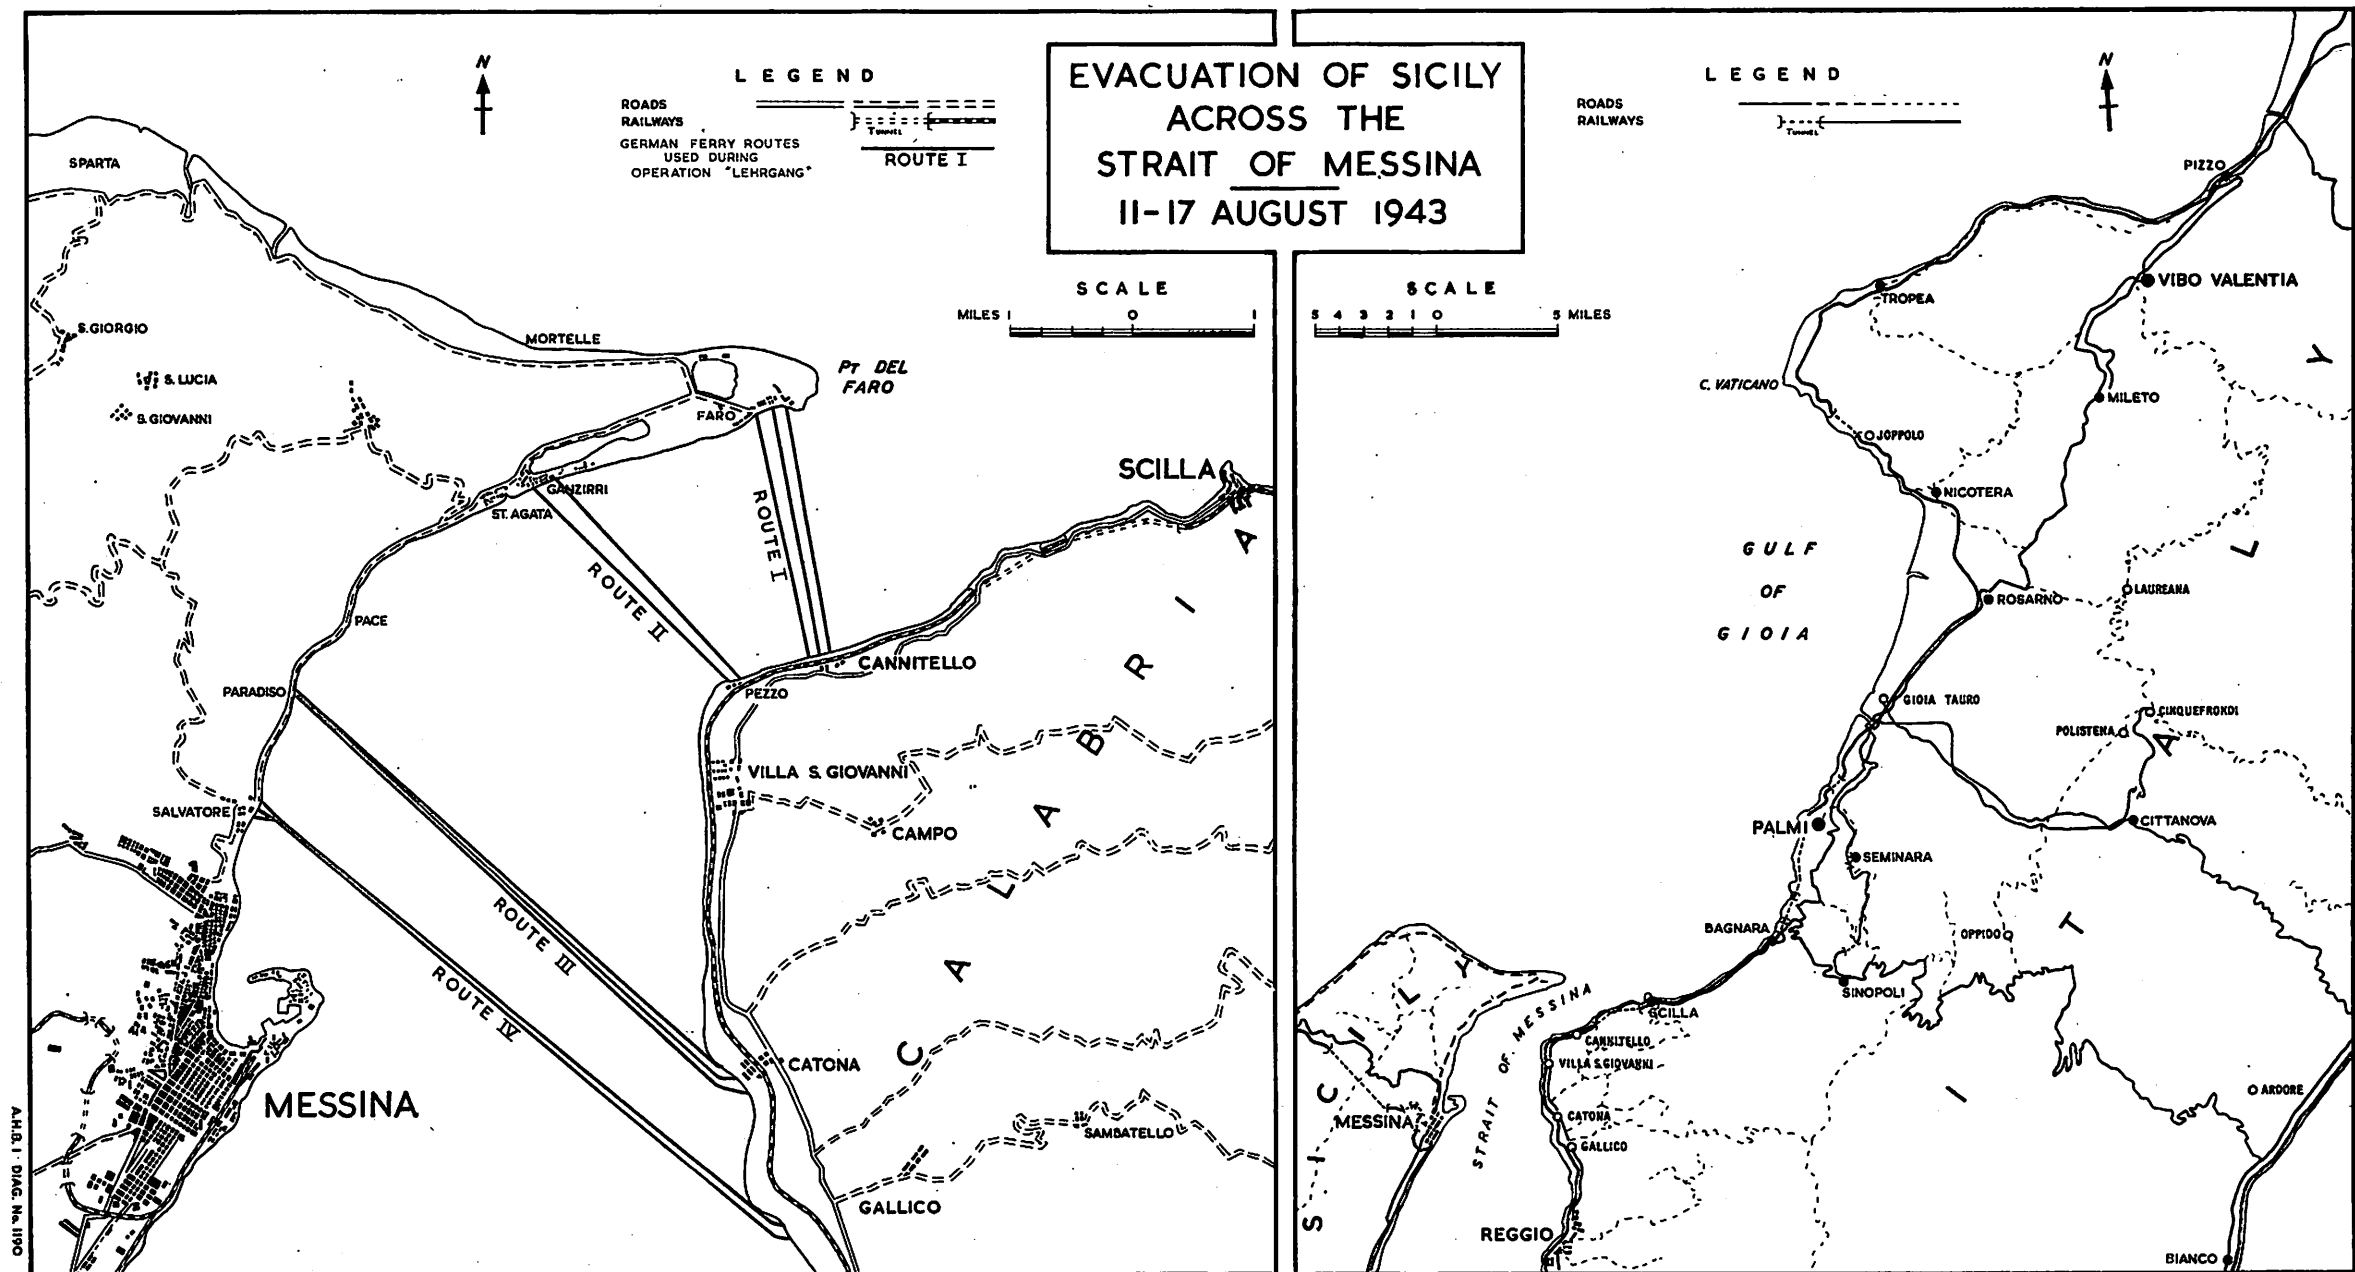 EVACUATION OF SICILY
ACROSS THE
STRAIT OF MESSINA
11-17 AUGUST 1943
N
LEGEND
ROADS
RAILWAYS
TUNNEL
GERMAN FERRY ROUTES
USED DURING
OPERATION "LEHRGANG"
ROUTE I
SCALE
MILES 1 0 1
SPARTA
S. GIORGIO
S. LUCIA
S. GIOVANNI
MORTELLE
PT DEL
FARO
FARO
GANZIRRI
ST. AGATA
SCILLA
ROUTE I
ROUTE II
PACE
CANNITELLO
PARADISO
PEZZO
VILLA S. GIOVANNI
SALVATORE
CAMPO
ROUTE III
ROUTE IV
CATONA
MESSINA
SAMBATELLO
GALLICO
CALABRIA
A.H.B. 1 DIAG. No. 1190
LEGEND
N
ROADS
RAILWAYS
TUNNEL
SCALE
5 4 3 2 1 0 5 MILES
PIZZO
VIBO VALENTIA
TROPEA
C. VATICANO
MILETO
JOPPOLO
NICOTERA
GULF
OF
GIOIA
ROSARNO
LAUREANA
GIOIA TAURO
CINQUEFRONDI
POLISTENA
PALMI
CITTANOVA
SEMINARA
BAGNARA
OPPIDO
SINOPOLI
SCILLA
STRAIT OF MESSINA
CANNITELLO
VILLA S. GIOVANNI
CATONA
MESSINA
GALLICO
ARDORE
REGGIO
BIANCO
SICILY
ITALY